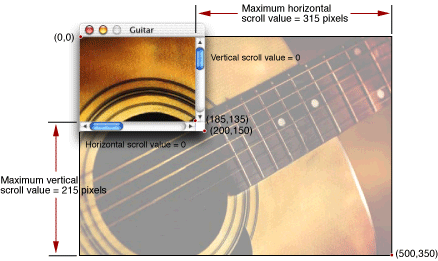 Maximum horizontal
scroll value = 315 pixels
(0,0)
Guitar
Vertical scroll value = 0
(185,135)
(200,150)
Horizontal scroll value = 0
Maximum vertical
scroll value = 215 pixels
(500,350)